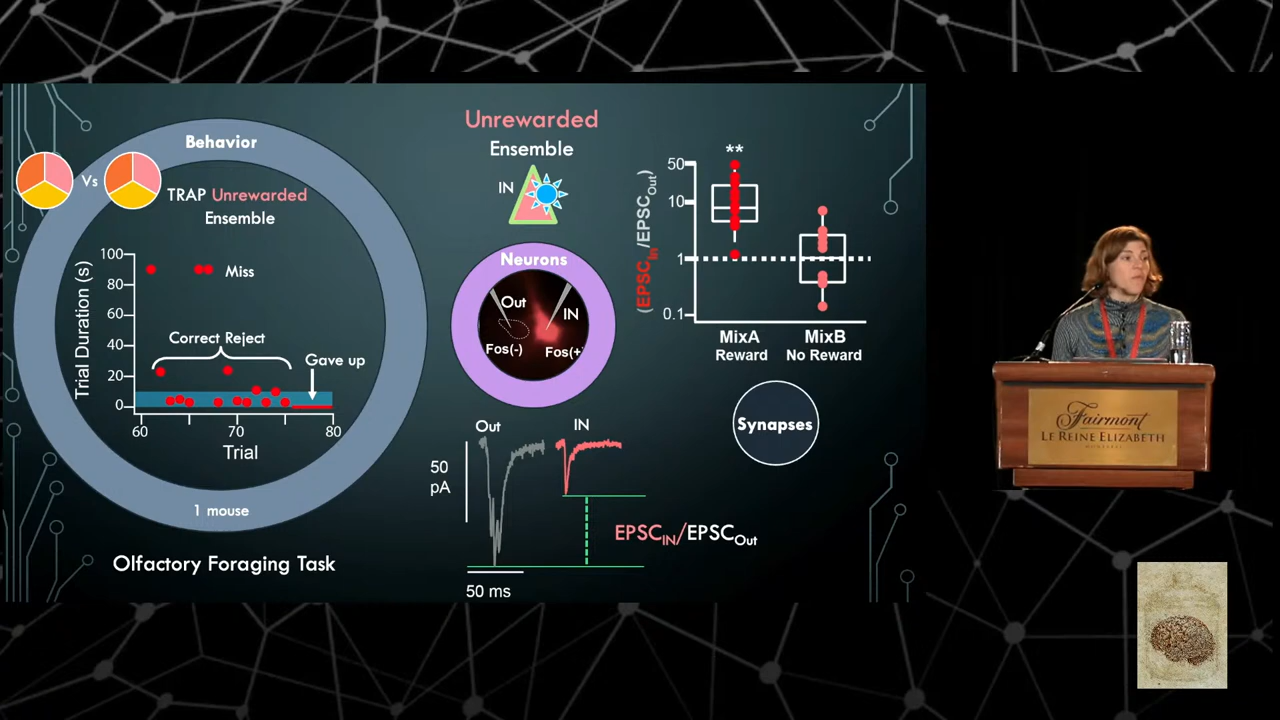 Behavior
Vs
TRAP Unrewarded
Ensemble
100
80
60
40
20
0
Trial Duration (s)
Miss
Correct Reject
Gave up
60
70
80
Trial
1 mouse
Olfactory Foraging Task
Unrewarded
Ensemble
IN
Neurons
Out
IN
Fos(-)
Fos(+
Out
IN
50
pA
50 ms
EPSCIN/EPSCOut
**
50
10
1
0.1
(EPSCIn/EPSCOut)
MixA
Reward
MixB
No Reward
Synapses
Fairmont
LE REINE ELIZABETH